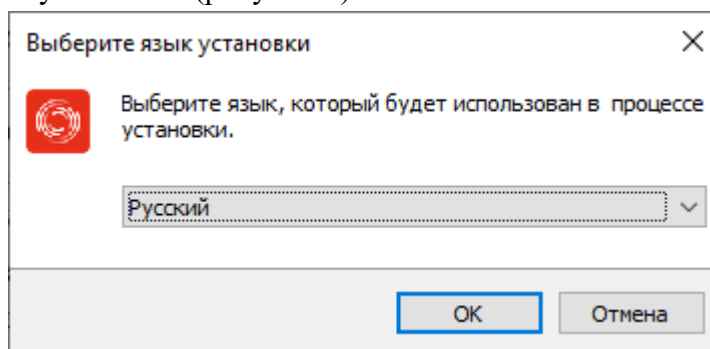 Выберите язык установки
Выберите язык, который будет использован в процессе
установки.
Русский
OK
Отмена